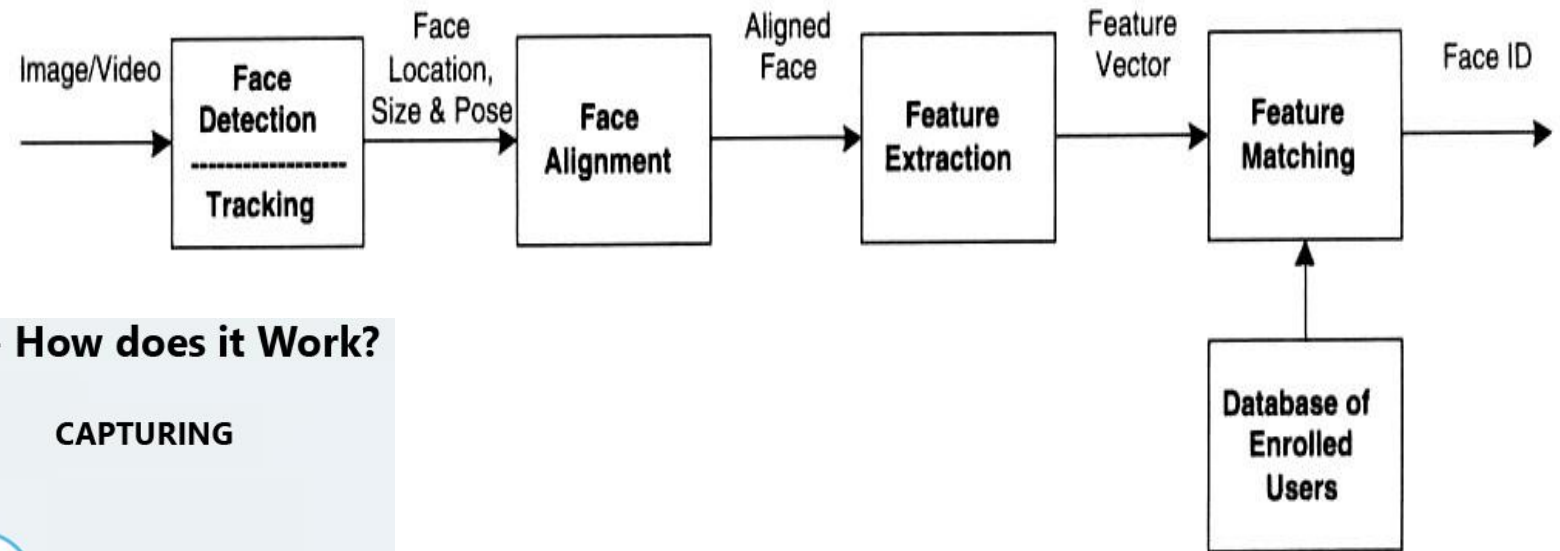 Image/Video
Face
Detection
Tracking
Face
Location,
Size & Pose
Face
Alignment
Aligned
Face
Feature
Extraction
Feature
Vector
Feature
Matching
Face ID
Database of
Enrolled
Users
How does it Work?
CAPTURING